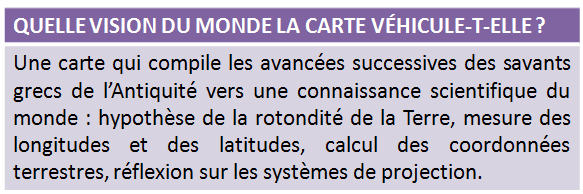 QUELLE VISION DU MONDE LA CARTE VÉHICULE-T-ELLE ?
Une carte qui compile les avancées successives des savants
grecs de l'Antiquité vers une connaissance scientifique du
monde : hypothèse de la rotondité de la Terre, mesure des
longitudes et des latitudes, calcul des coordonnées
terrestres, réflexion sur les systèmes de projection.